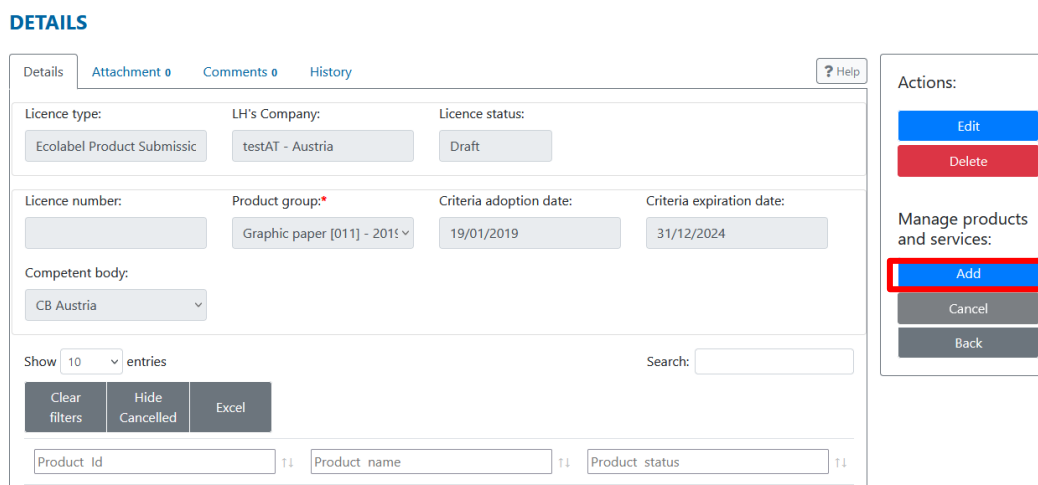 DETAILS
Details Attachment 0 Comments 0 History ? Help
Licence type: LH's Company: Licence status:
Ecolabel Product Submissic testAT - Austria Draft
Licence number: Product group:* Criteria adoption date: Criteria expiration date:
Graphic paper [011] - 2019 19/01/2019 31/12/2024
Competent body:
CB Austria
Show 10 entries Search:
Clear filters Hide Cancelled Excel
Product Id Product name Product status
Actions:
Edit
Delete
Manage products
and services:
Add
Cancel
Back